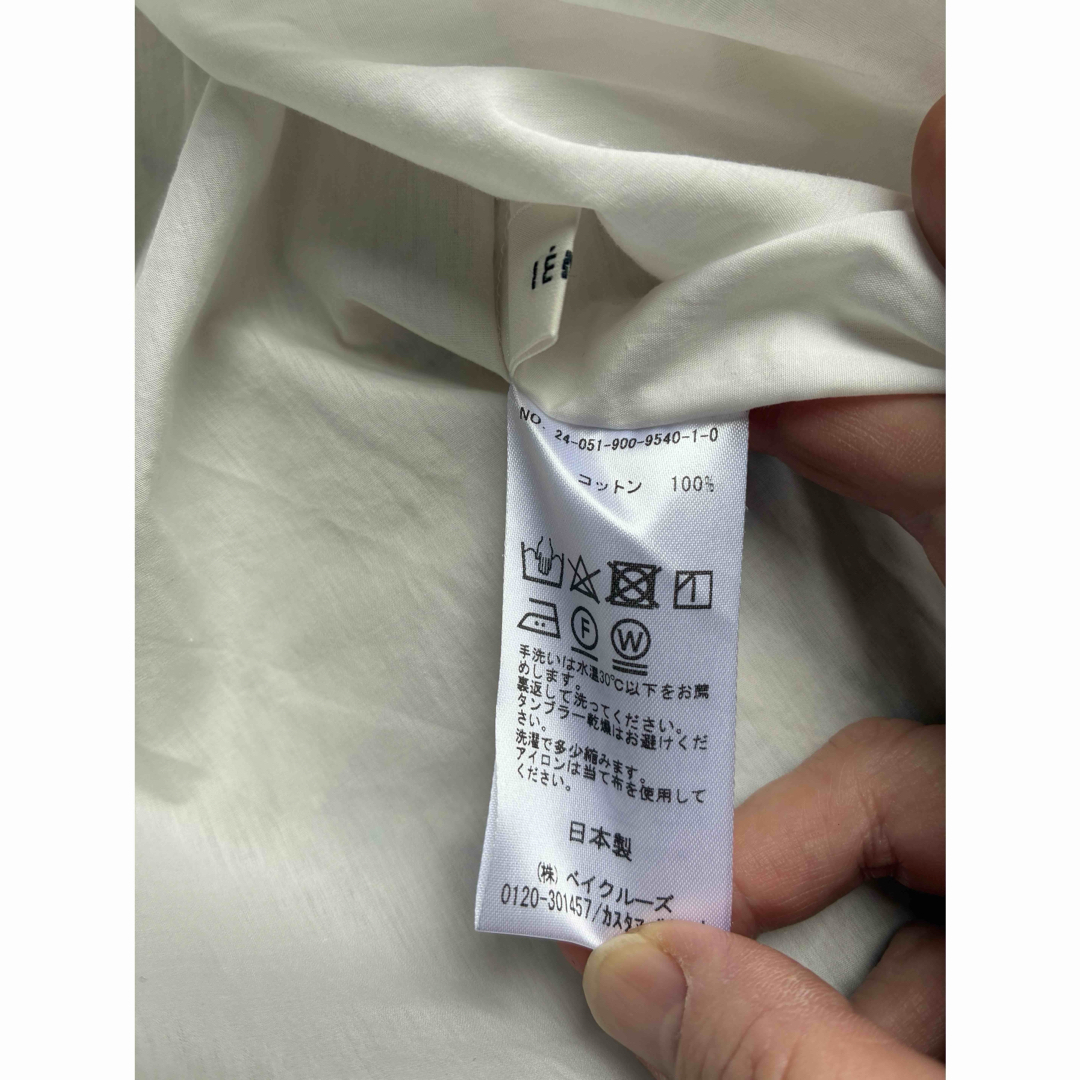 IÉ
NO. 24-051-900-9540-1-0
コットン 100%
F W
手洗いは水温30℃以下をお薦
めします。
裏返して洗ってください。
タンブラー乾燥はお避けくだ
さい。
洗濯で多少縮みます。
アイロンは当て布を使用して
ください。
日本製
(株) ベイクルーズ
0120-301457/カスタ